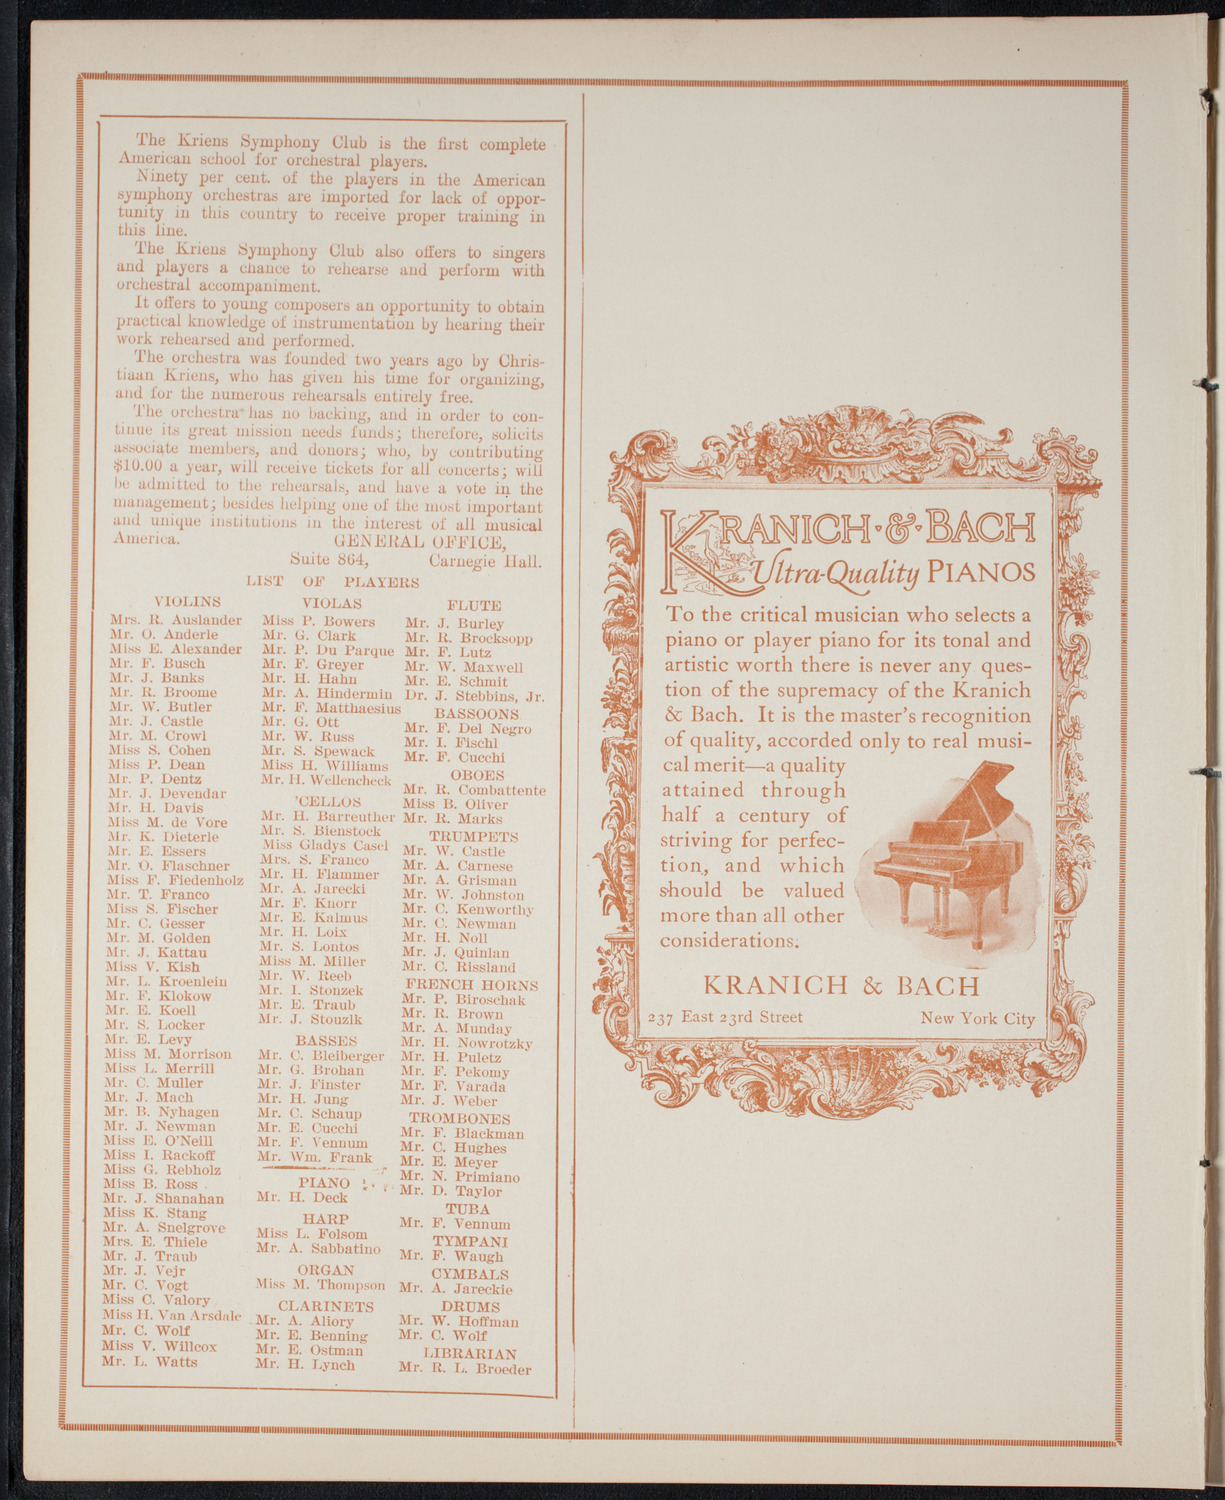 The Kriens Symphony Club is the first complete
American school for orchestral players.
Ninety per cent. of the players in the American
symphony orchestras are imported for lack of oppor-
tunity in this country to receive proper training in
this line.
The Kriens Symphony Club also offers to singers
and players a chance to rehearse and perform with
orchestral accompaniment.
It offers to young composers an opportunity to obtain
practical knowledge of instrumentation by hearing their
work rehearsed and performed.
The orchestra was founded two years ago by Chris-
tiaan Kriens, who has given his time for organizing,
and for the numerous rehearsals entirely free.
The orchestra has no backing, and in order to con-
tinue its great mission needs funds; therefore, solicits
associate members, and donors; who, by contributing
$10.00 a year, will receive tickets for all concerts; will
be admitted to the rehearsals, and have a vote in the
management; besides helping one of the most important
and unique institutions in the interest of all musical
America.
GENERAL OFFICE,
Suite 864, Carnegie Hall.
LIST OF PLAYERS
VIOLINS
Mrs. R. Auslander
Mr. O. Anderle
Miss E. Alexander
Mr. F. Busch
Mr. J. Banks
Mr. R. Broome
Mr. W. Butler
Mr. J. Castle
Mr. M. Crowl
Miss S. Cohen
Miss P. Dean
Mr. P. Dentz
Mr. J. Devendar
Mr. H. Davis
Miss M. de Vore
Mr. K. Dieterle
Mr. E. Essers
Mr. O. Flaschner
Miss F. Fiedenholz
Mr. T. Franco
Miss S. Fischer
Mr. C. Gesser
Mr. M. Golden
Mr. J. Kattau
Miss V. Kish
Mr. L. Kroenlein
Mr. F. Klokow
Mr. E. Koell
Mr. S. Locker
Mr. E. Levy
Miss M. Morrison
Miss L. Merrill
Mr. C. Muller
Mr. J. Mach
Mr. B. Nyhagen
Mr. J. Newman
Miss E. O'Neill
Miss I. Rackoff
Miss G. Rebholz
Miss B. Ross
Mr. J. Shanahan
Miss K. Stang
Mr. A. Snelgrove
Mrs. E. Thiele
Mr. J. Traub
Mr. J. Vejr
Mr. C. Vogt
Miss C. Valory
Miss H. Van Arsdale
Mr. C. Wolf
Miss V. Willcox
Mr. L. Watts
VIOLAS
Miss P. Bowers
Mr. G. Clark
Mr. P. Du Parque
Mr. F. Greyer
Mr. H. Hahn
Mr. A. Hindermin
Mr. F. Matthaesius
Mr. G. Ott
Mr. W. Russ
Mr. S. Spewack
Miss H. Williams
Mr. H. Wellencheck
'CELLOS
Mr. H. Barreuther
Mr. S. Bienstock
Miss Gladys Casel
Mrs. S. Franco
Mr. H. Flammer
Mr. A. Jarecki
Mr. F. Knorr
Mr. E. Kalmus
Mr. H. Loix
Mr. S. Lontos
Miss M. Miller
Mr. W. Reeb
Mr. I. Stonzek
Mr. E. Traub
Mr. J. Stouzlk
BASSES
Mr. C. Bleiberger
Mr. G. Brohan
Mr. J. Finster
Mr. H. Jung
Mr. C. Schaup
Mr. E. Cucchi
Mr. F. Vennum
Mr. Wm. Frank
PIANO
Mr. H. Deck
HARP
Miss L. Folsom
Mr. A. Sabbatino
ORGAN
Miss M. Thompson
CLARINETS
Mr. A. Aliory
Mr. E. Benning
Mr. E. Ostman
Mr. H. Lynch
FLUTE
Mr. J. Burley
Mr. R. Brocksopp
Mr. F. Lutz
Mr. W. Maxwell
Mr. E. Schmit
Dr. J. Stebbins, Jr.
BASSOONS
Mr. F. Del Negro
Mr. I. Fischl
Mr. F. Cucchi
OBOES
Mr. R. Combattente
Miss B. Oliver
Mr. R. Marks
TRUMPETS
Mr. W. Castle
Mr. A. Carnese
Mr. A. Grisman
Mr. W. Johnston
Mr. C. Kenworthy
Mr. C. Newman
Mr. H. Noll
Mr. J. Quinlan
Mr. C. Rissland
FRENCH HORNS
Mr. P. Biroschak
Mr. R. Brown
Mr. A. Munday
Mr. H. Nowrotzky
Mr. H. Puletz
Mr. F. Pekomy
Mr. F. Varada
Mr. J. Weber
TROMBONES
Mr. F. Blackman
Mr. C. Hughes
Mr. E. Meyer
Mr. N. Primiano
Mr. D. Taylor
TUBA
Mr. F. Vennum
TYMPANI
Mr. F. Waugh
CYMBALS
Mr. A. Jareckie
DRUMS
Mr. W. Hoffman
Mr. C. Wolf
LIBRARIAN
Mr. R. L. Broeder
KRANICH & BACH
Ultra-Quality PIANOS
To the critical musician who selects a
piano or player piano for its tonal and
artistic worth there is never any ques-
tion of the supremacy of the Kranich
& Bach. It is the master's recognition
of quality, accorded only to real musi-
cal merit—a quality
attained through
half a century of
striving for perfec-
tion, and which
should be valued
more than all other
considerations.
KRANICH & BACH
237 East 23rd Street New York City